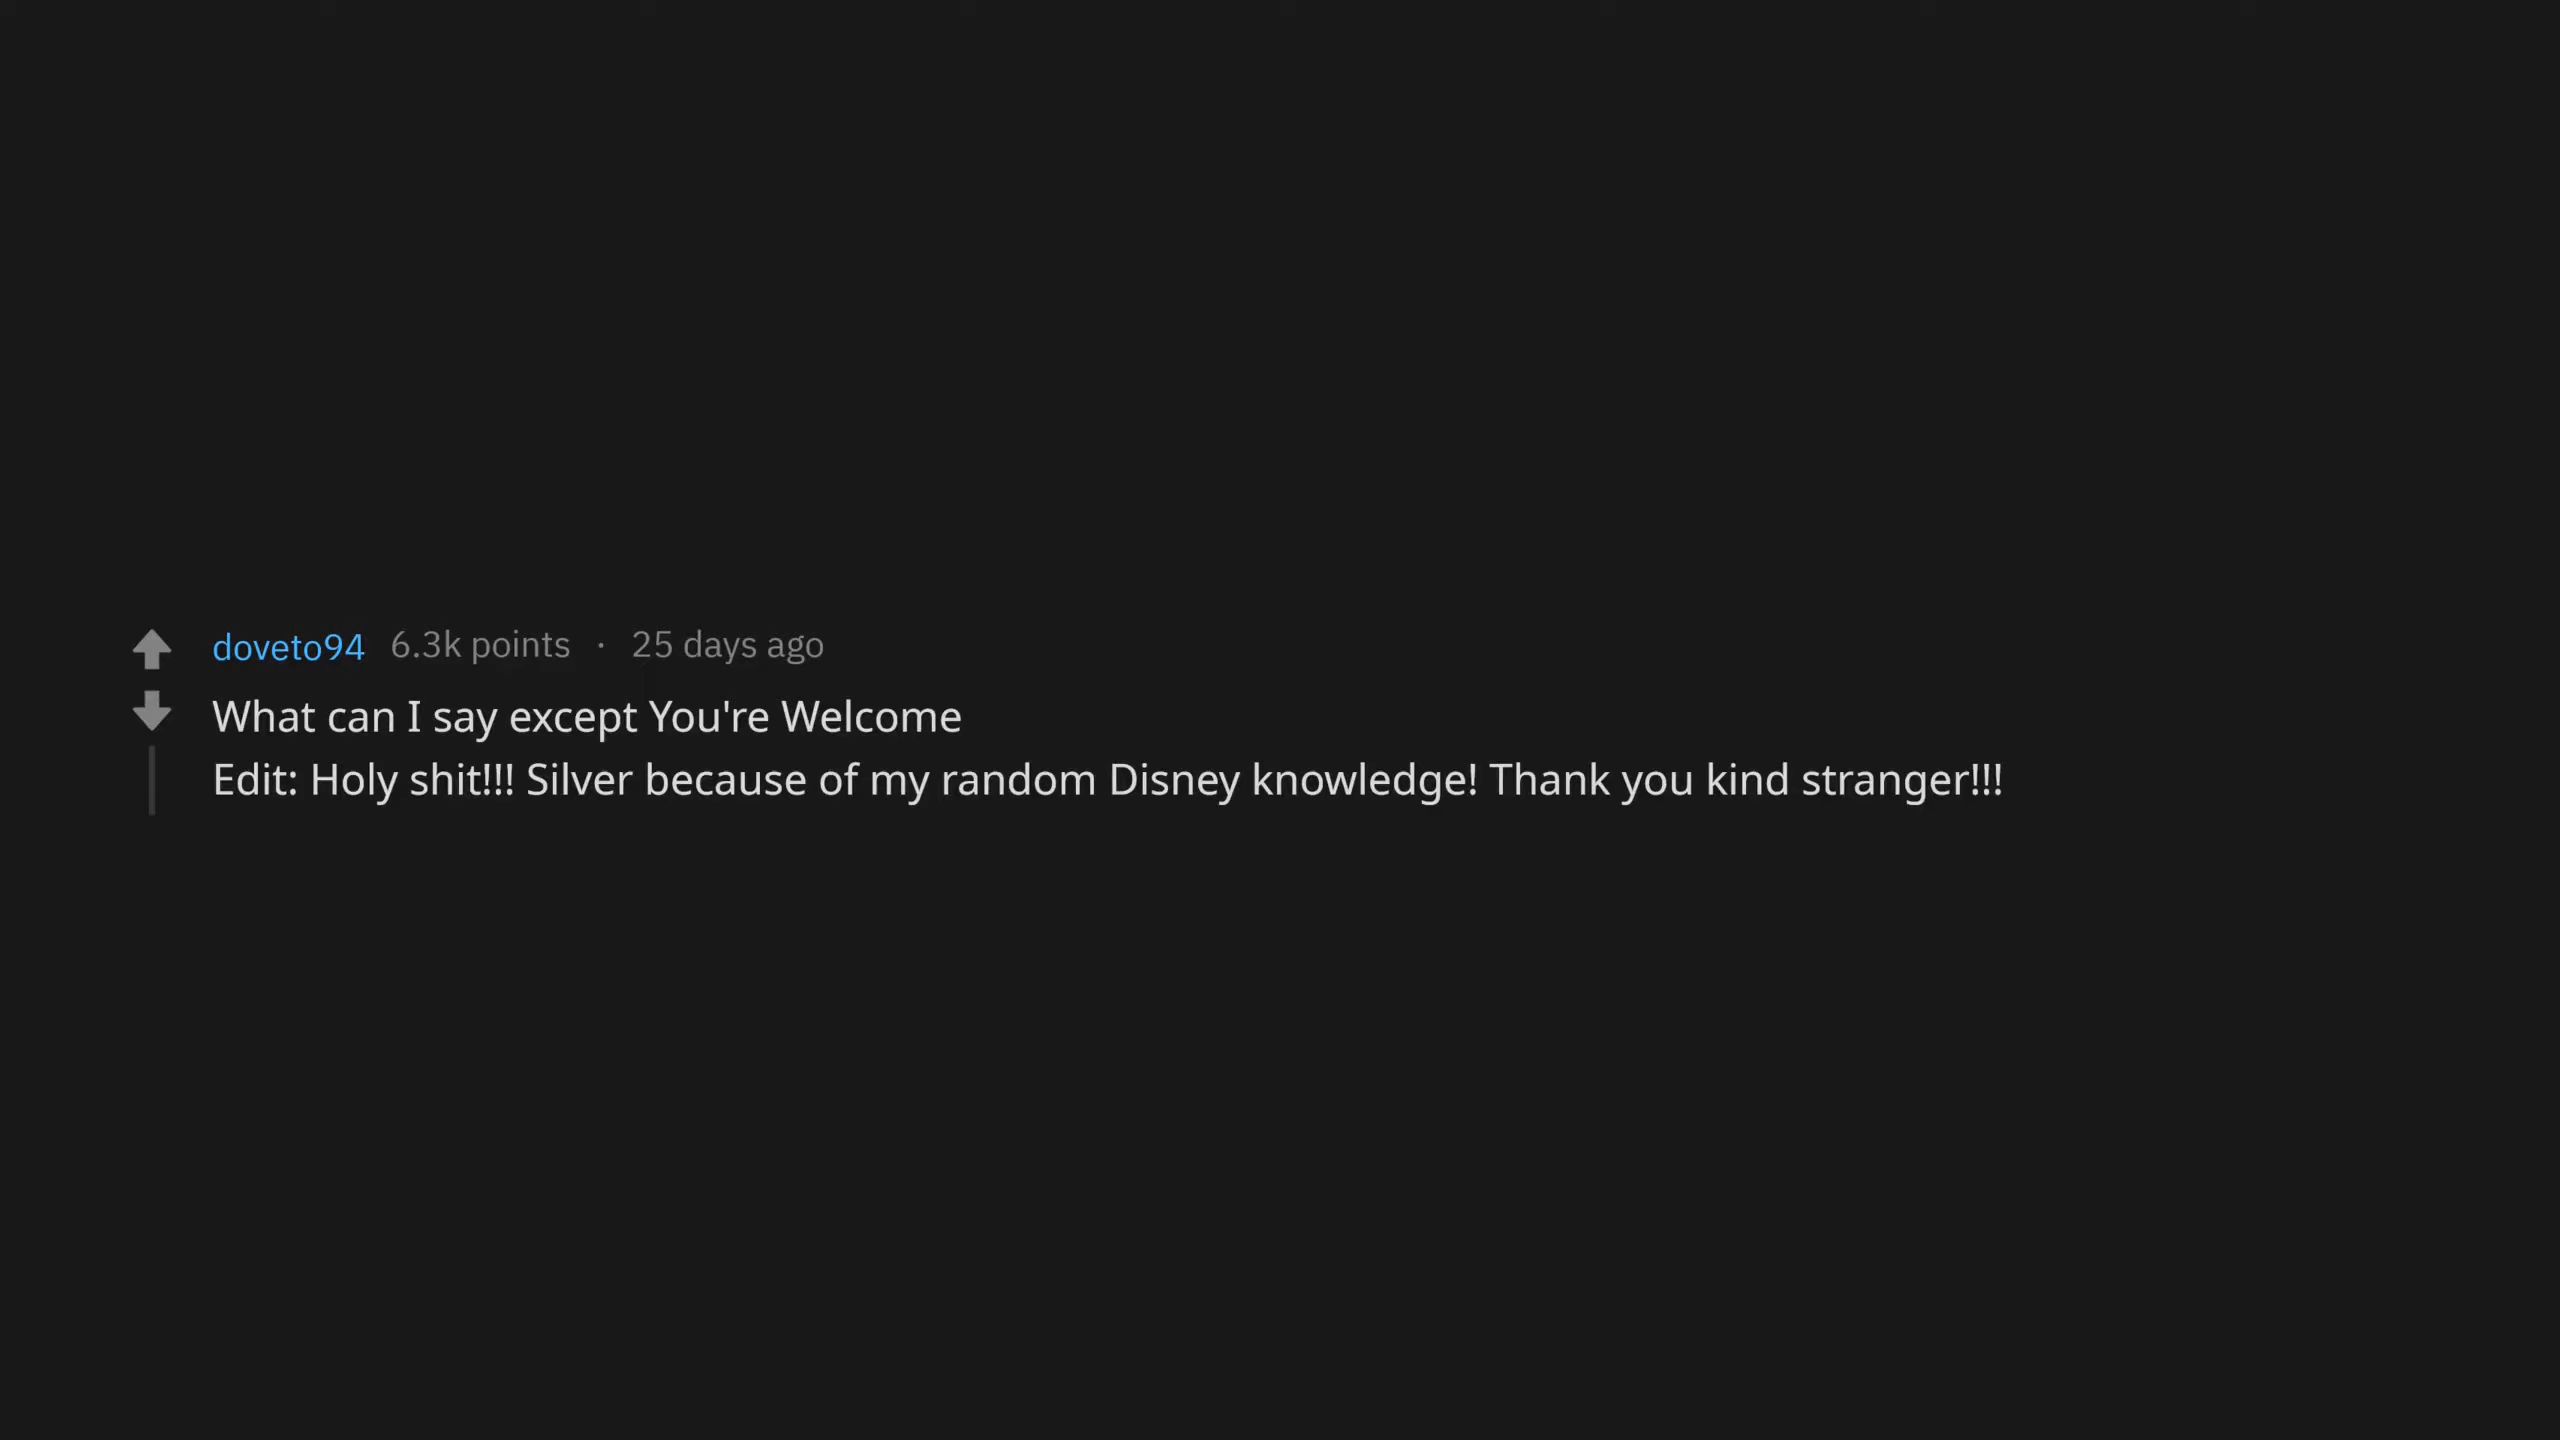 doveto94 6.3k points · 25 days ago
What can I say except You're Welcome
Edit: Holy shit!!! Silver because of my random Disney knowledge! Thank you kind stranger!!!